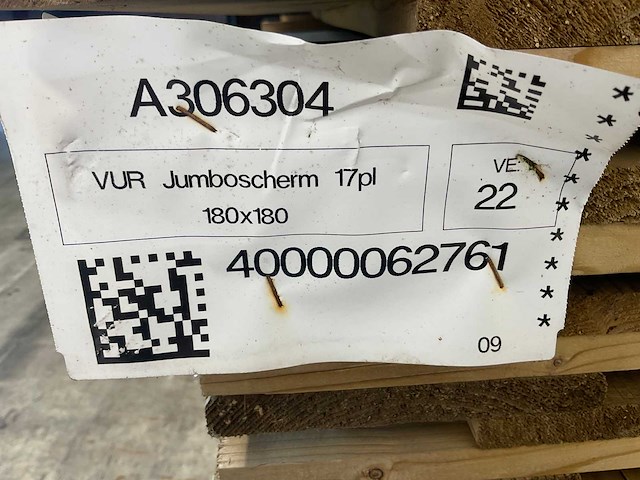 A306304
VUR Jumboscherm 17pl
180x180
VE:
22
40000062761
09
* * * * * * * * *